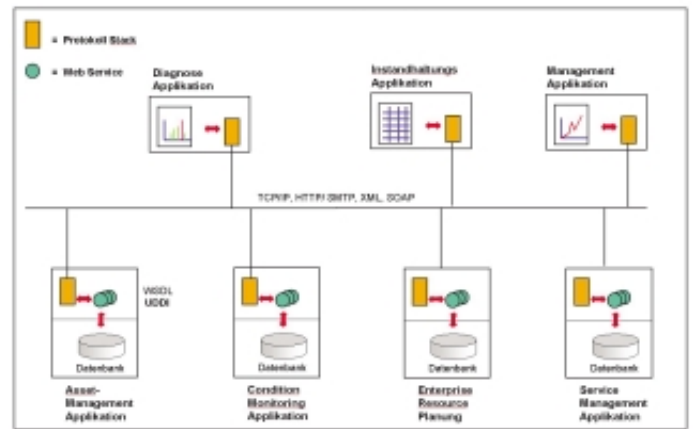 = Protokoll Stack
= Web Service
Diagnose
Applikation
Instandhaltungs
Applikation
Management
Applikation
TCP/IP, HTTP/ SMTP, XML, SOAP
WSDL
UDDI
Datenbank
Datenbank
Datenbank
Datenbank
Asset-
Management
Applikation
Condition
Monitoring
Applikation
Enterprise
Resource
Planung
Service
Management
Applikation